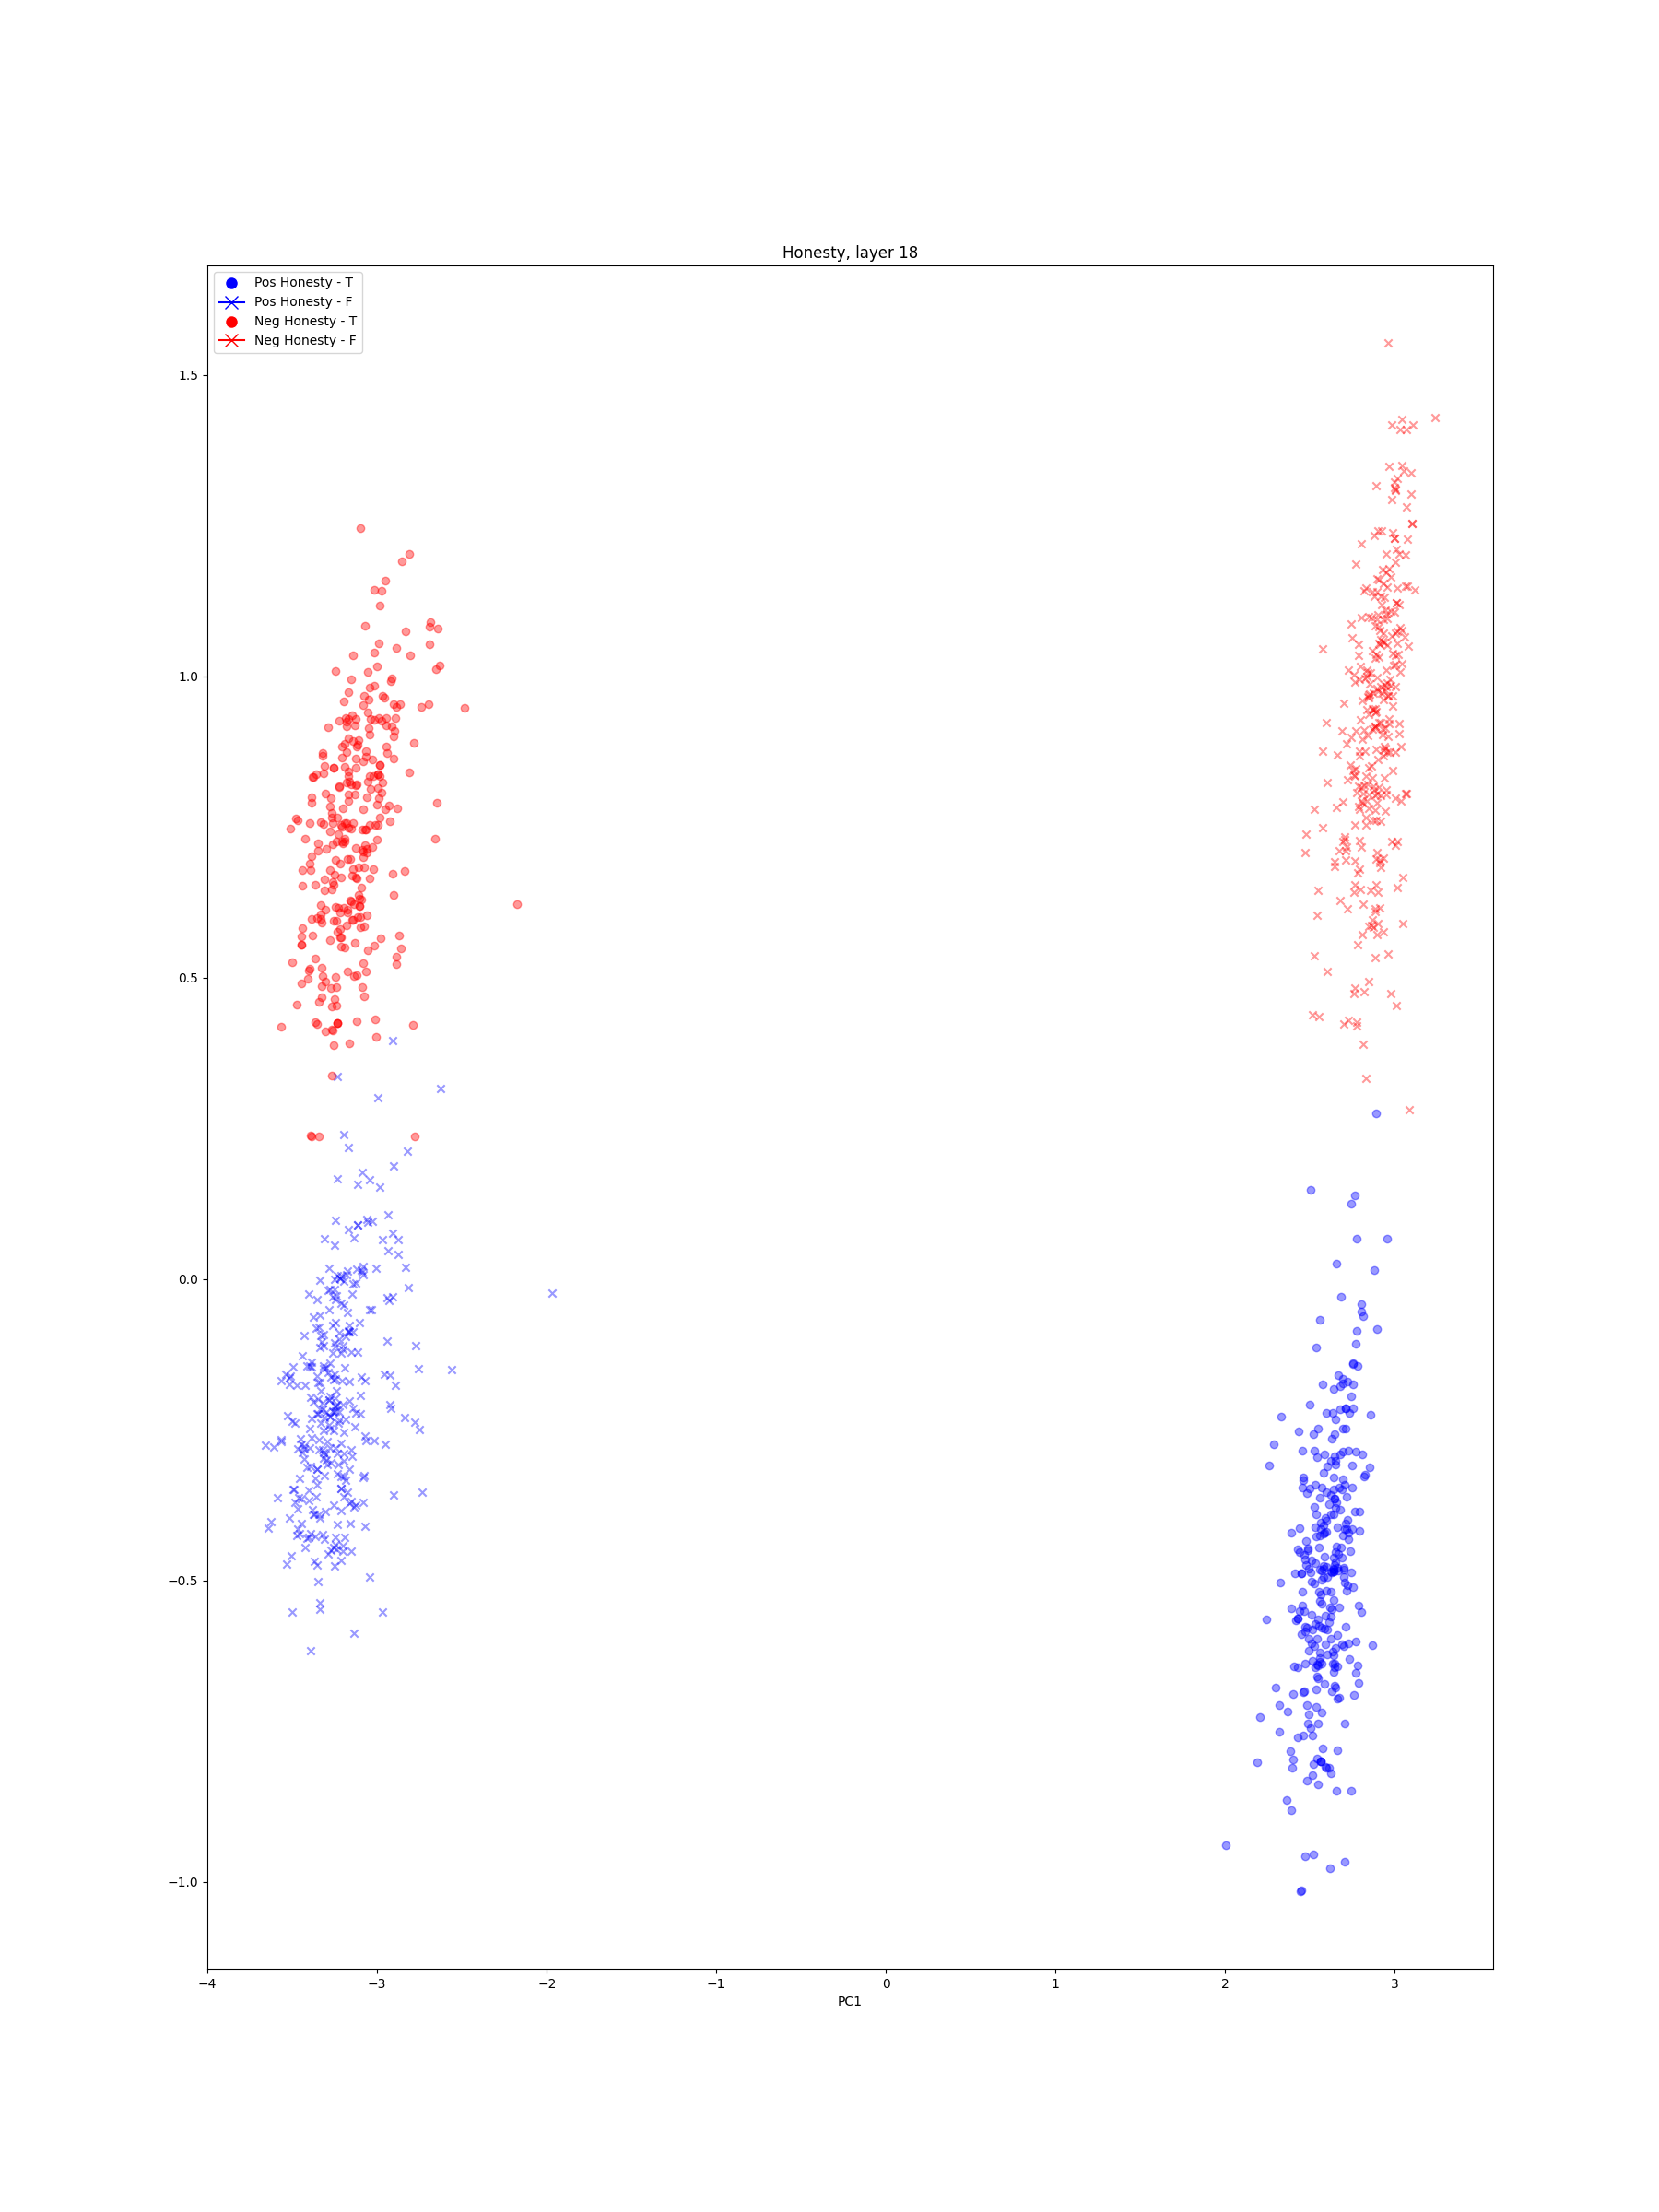 Honesty, layer 18
Pos Honesty - T
Pos Honesty - F
Neg Honesty - T
Neg Honesty - F
1.5
1.0
0.5
0.0
−0.5
−1.0
−4 −3 −2 −1 0 1 2 3
PC1